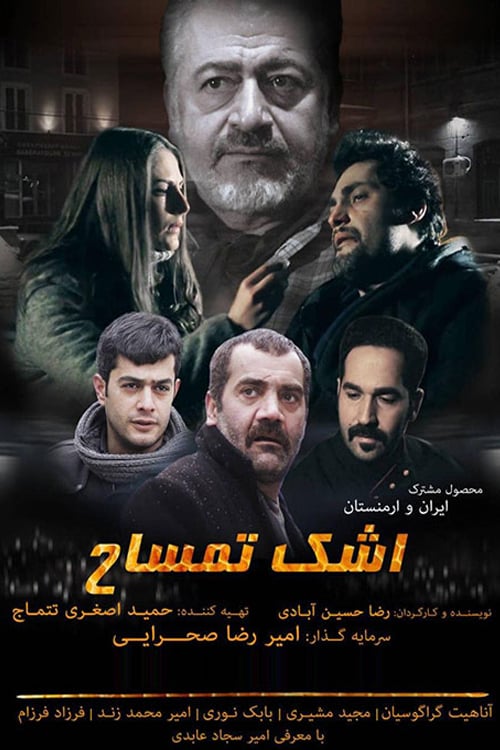 محصول مشترک
ایران و ارمنستان
اشک تمساح
نویسنده و کارگردان: رضا حسین آبادی تهیه کننده: حمید اصغری تتماج
سرمایه گذار: امیر رضا صحرایی
آناهیت گراگوسیان | مجید مشیری | بابک نوری | امیر محمد زند | فرزاد فرزام
با معرفی امیر سجاد عابدی